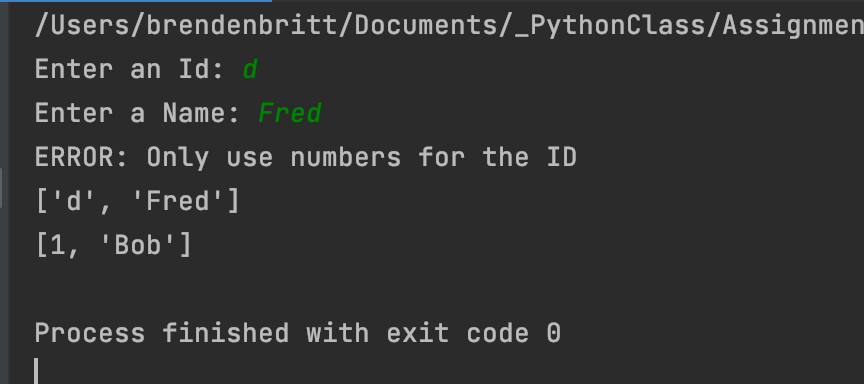 /Users/brendenbritt/Documents/_PythonClass/Assignmen
Enter an Id: d
Enter a Name: Fred
ERROR: Only use numbers for the ID
['d', 'Fred']
[1, 'Bob']
Process finished with exit code 0